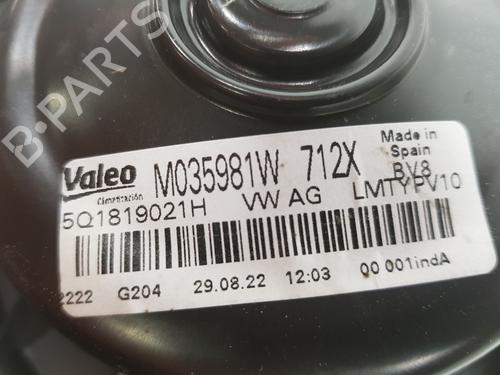 B-PARTS
Valeo M035981W 712X Made in
Spain
BV8
Climatización
5Q1819021H VW AG LMTYPV10
2222 G204 29.08.22 12:03 00 001indA